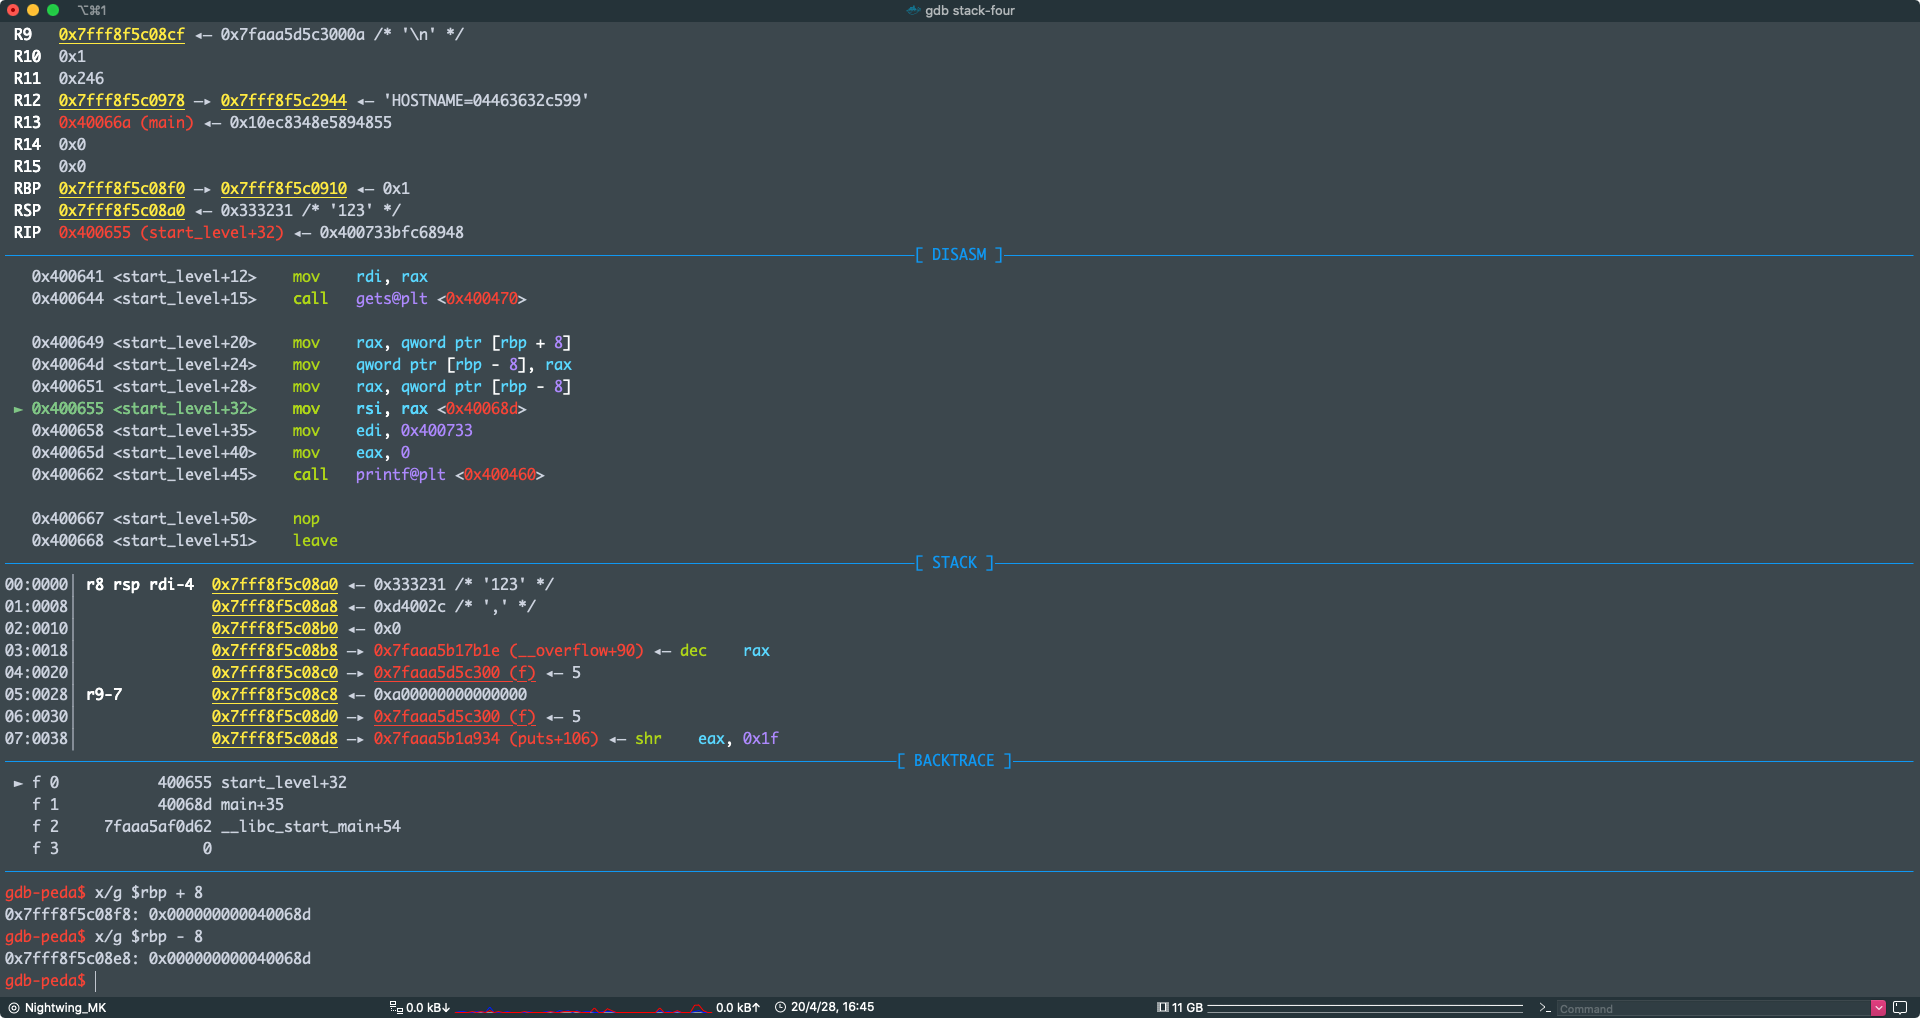 ⌥⌘1 gdb stack-four
R9 0x7fff8f5c08cf ◂— 0x7faaa5d5c3000a /* '\n' */
R10 0x1
R11 0x246
R12 0x7fff8f5c0978 —▸ 0x7fff8f5c2944 ◂— 'HOSTNAME=04463632c599'
R13 0x40066a (main) ◂— 0x10ec8348e5894855
R14 0x0
R15 0x0
RBP 0x7fff8f5c08f0 —▸ 0x7fff8f5c0910 ◂— 0x1
RSP 0x7fff8f5c08a0 ◂— 0x333231 /* '123' */
RIP 0x400655 (start_level+32) ◂— 0x400733bfc68948
[ DISASM ]
0x400641 <start_level+12> mov rdi, rax
0x400644 <start_level+15> call gets@plt <0x400470>
0x400649 <start_level+20> mov rax, qword ptr [rbp + 8]
0x40064d <start_level+24> mov qword ptr [rbp - 8], rax
0x400651 <start_level+28> mov rax, qword ptr [rbp - 8]
► 0x400655 <start_level+32> mov rsi, rax <0x40068d>
0x400658 <start_level+35> mov edi, 0x400733
0x40065d <start_level+40> mov eax, 0
0x400662 <start_level+45> call printf@plt <0x400460>
0x400667 <start_level+50> nop
0x400668 <start_level+51> leave
[ STACK ]
00:0000│ r8 rsp rdi-4 0x7fff8f5c08a0 ◂— 0x333231 /* '123' */
01:0008│ 0x7fff8f5c08a8 ◂— 0xd4002c /* ',' */
02:0010│ 0x7fff8f5c08b0 ◂— 0x0
03:0018│ 0x7fff8f5c08b8 —▸ 0x7faaa5b17b1e (__overflow+90) ◂— dec rax
04:0020│ 0x7fff8f5c08c0 —▸ 0x7faaa5d5c300 (f) ◂— 5
05:0028│ r9-7 0x7fff8f5c08c8 ◂— 0xa00000000000000
06:0030│ 0x7fff8f5c08d0 —▸ 0x7faaa5d5c300 (f) ◂— 5
07:0038│ 0x7fff8f5c08d8 —▸ 0x7faaa5b1a934 (puts+106) ◂— shr eax, 0x1f
[ BACKTRACE ]
► f 0 400655 start_level+32
f 1 40068d main+35
f 2 7faaa5af0d62 __libc_start_main+54
f 3 0
gdb-peda$ x/g $rbp + 8
0x7fff8f5c08f8: 0x000000000040068d
gdb-peda$ x/g $rbp - 8
0x7fff8f5c08e8: 0x000000000040068d
gdb-peda$
Nightwing_MK 0.0 kB↓ 0.0 kB↑ 20/4/28, 16:45 11 GB >_ Command